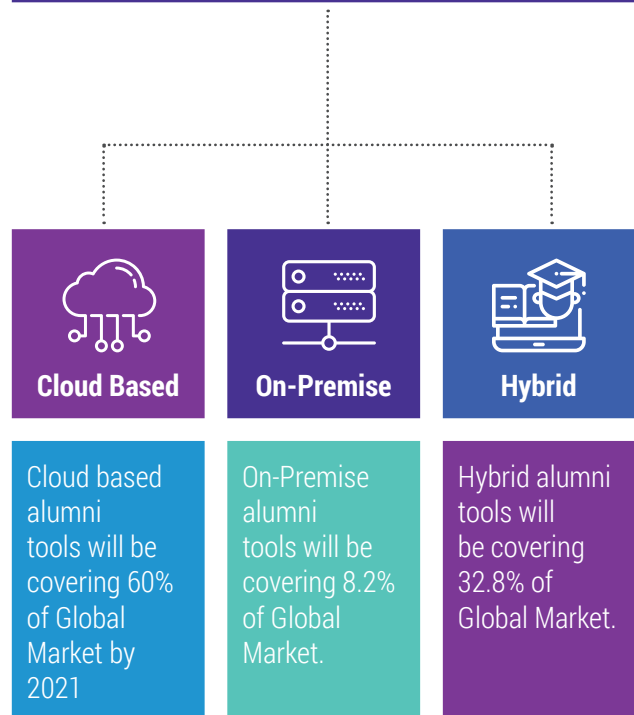 Cloud Based
On-Premise
Hybrid
Cloud based
alumni
tools will be
covering 60%
of Global
Market by
2021
On-Premise
alumni
tools will be
covering 8.2%
of Global
Market.
Hybrid alumni
tools will
be covering
32.8% of
Global Market.